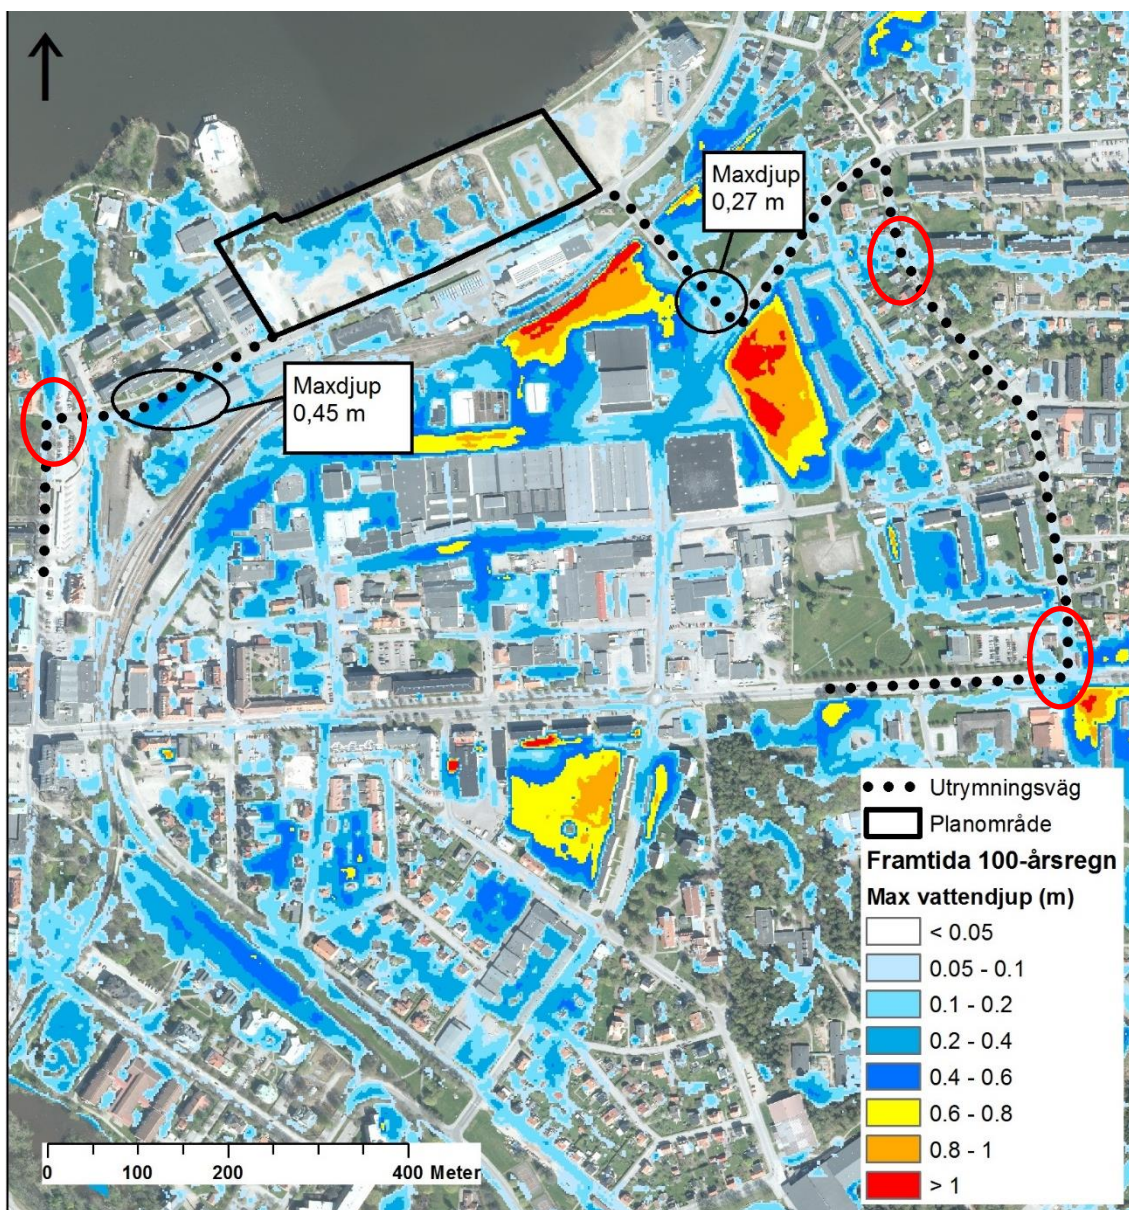 Maxdjup
0,27 m
Maxdjup
0,45 m
Utrymningsväg
Planområde
Framtida 100-årsregn
Max vattendjup (m)
< 0.05
0.05 - 0.1
0.1 - 0.2
0.2 - 0.4
0.4 - 0.6
0.6 - 0.8
0.8 - 1
> 1
0 100 200 400 Meter